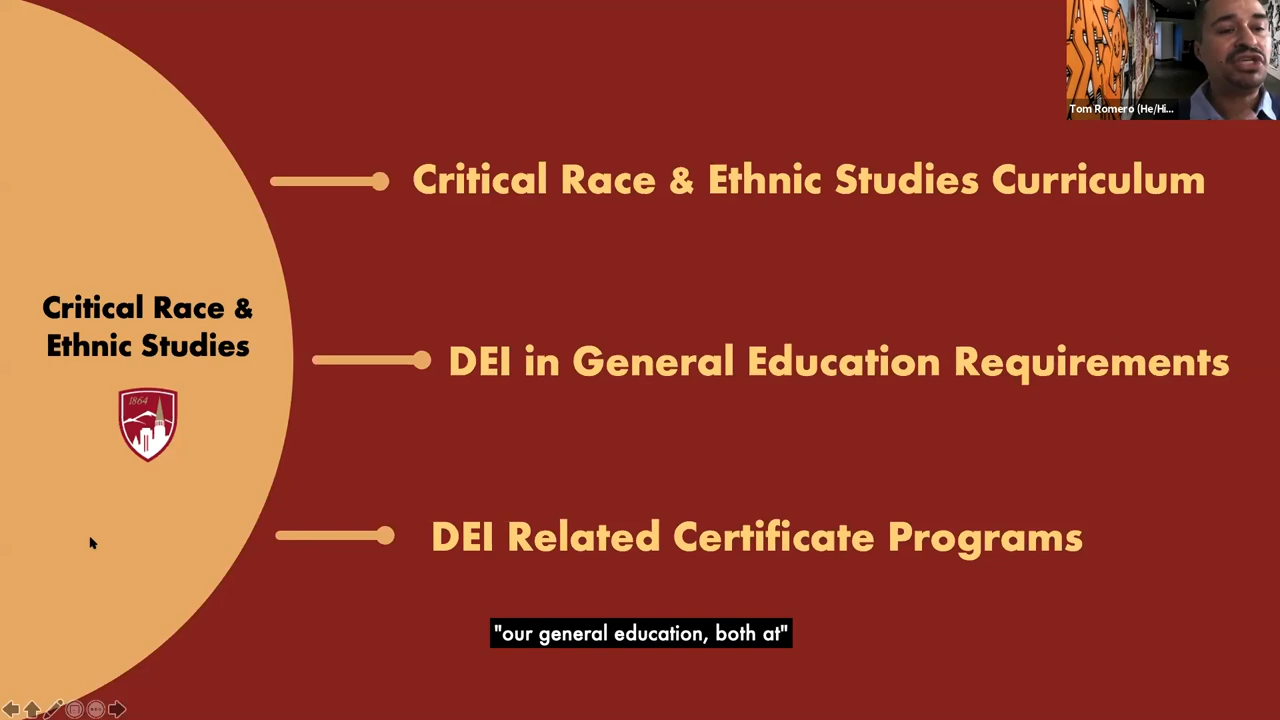 Tom Romero (He/Hi...
Critical Race & Ethnic Studies Curriculum
Critical Race &
Ethnic Studies
1864
DEI in General Education Requirements
DEI Related Certificate Programs
"our general education, both at"